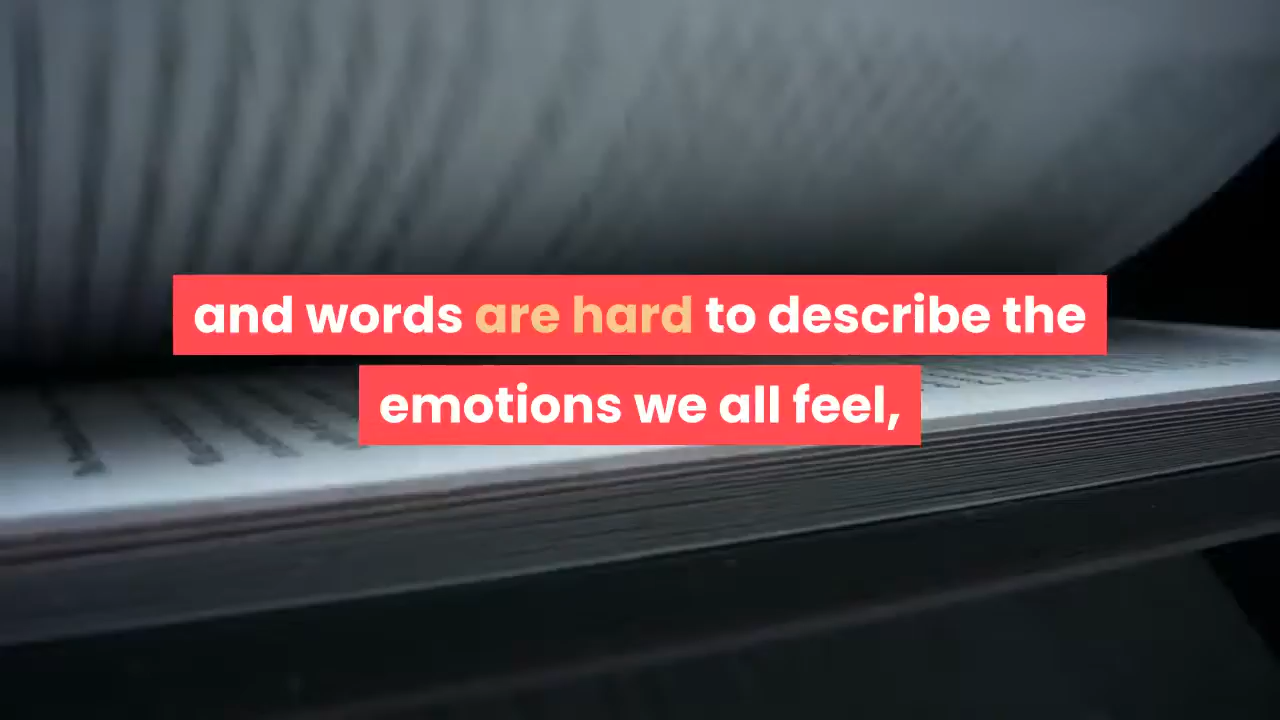 and words are hard to describe the
emotions we all feel,